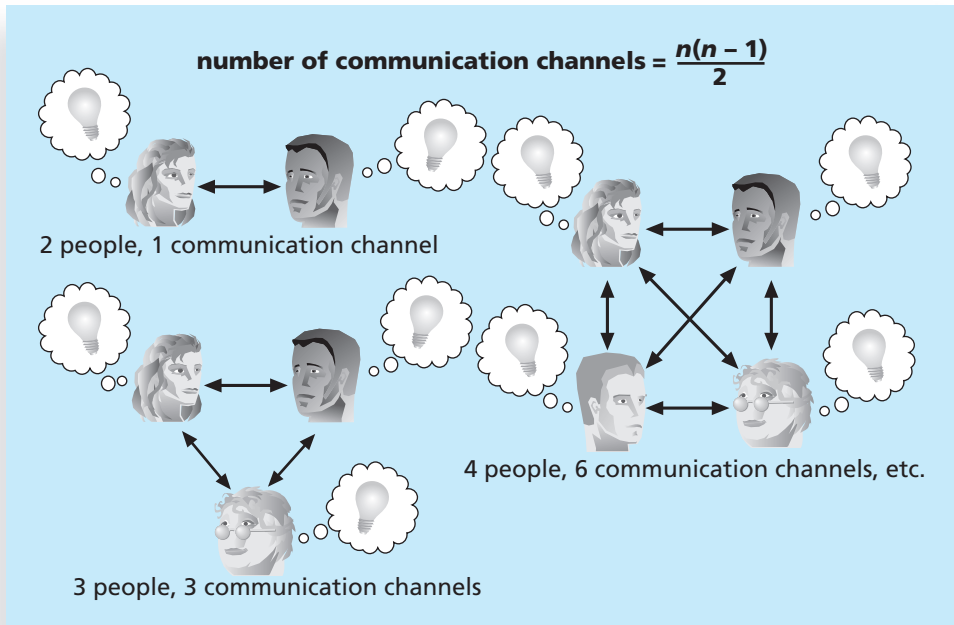 number of communication channels = n(n – 1)
2
2 people, 1 communication channel
4 people, 6 communication channels, etc.
3 people, 3 communication channels